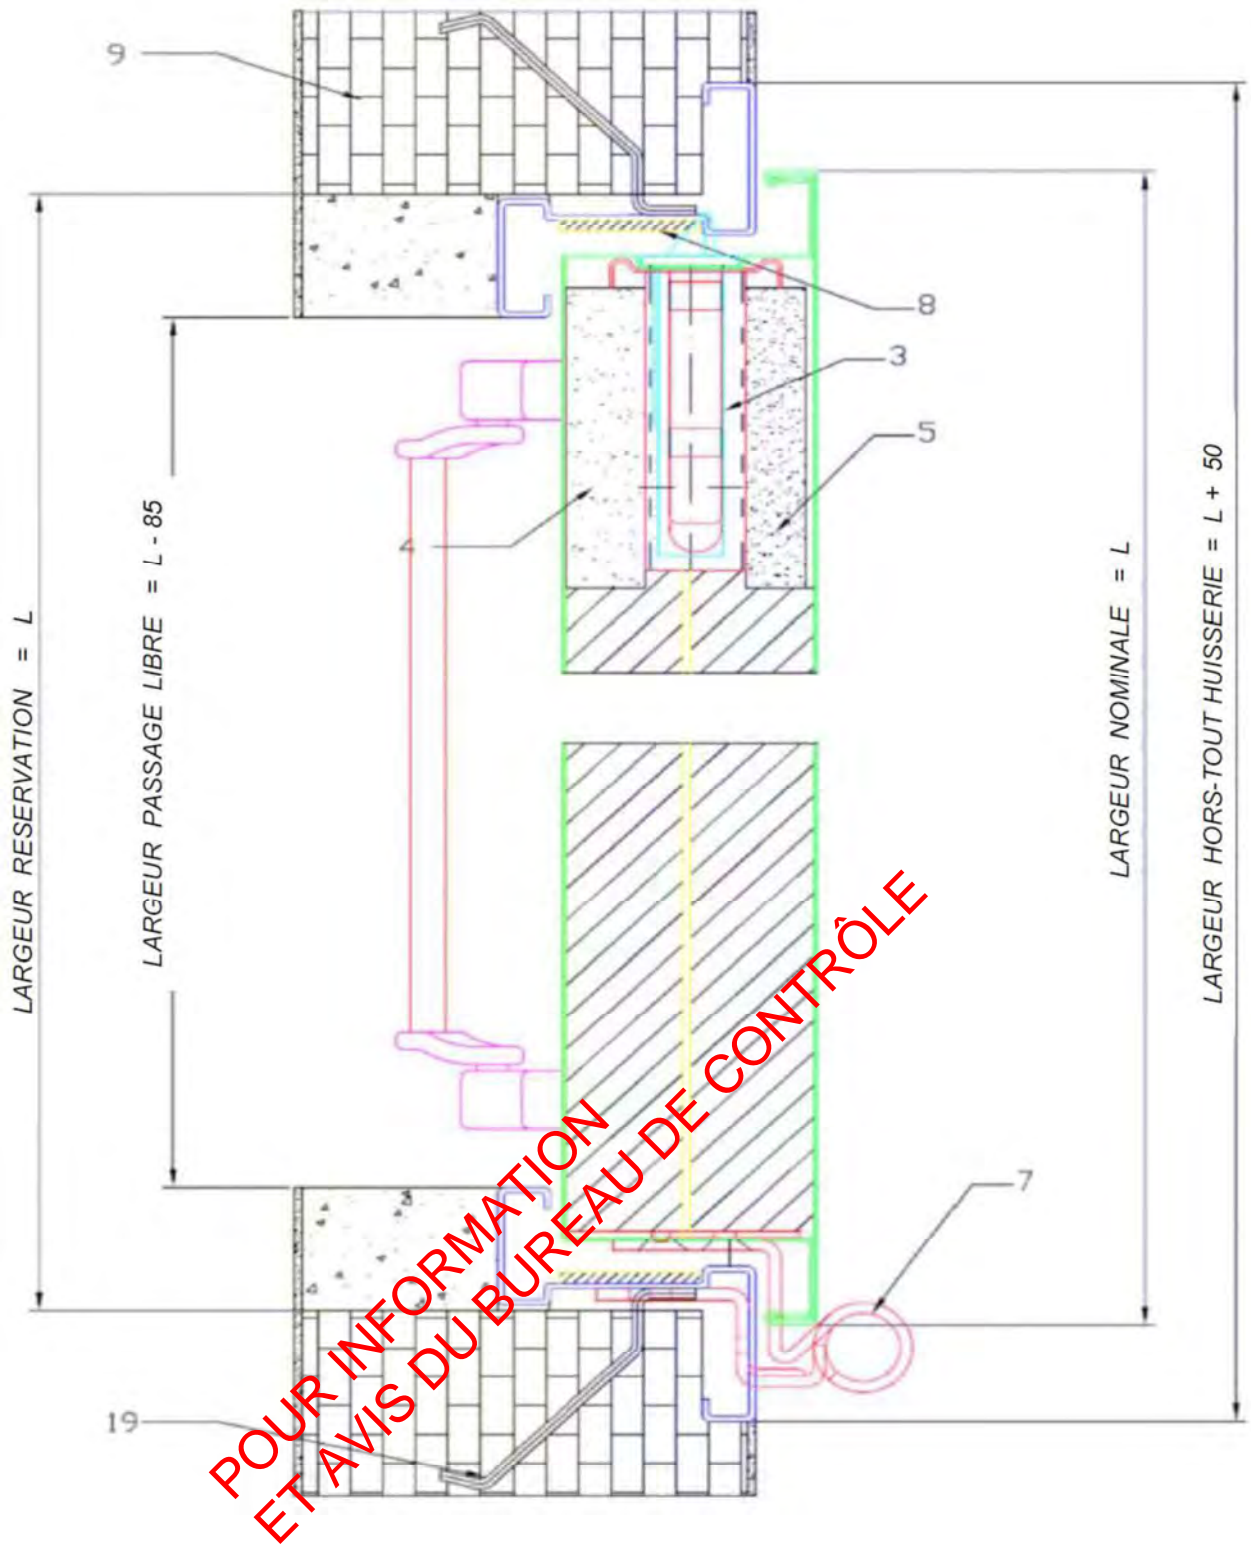 9
8
3
5
4
7
19
LARGEUR RESERVATION = L
LARGEUR PASSAGE LIBRE = L - 85
LARGEUR NOMINALE = L
LARGEUR HORS-TOUT HUISSERIE = L + 50
POUR INFORMATION
ET AVIS DU BUREAU DE CONTRÔLE